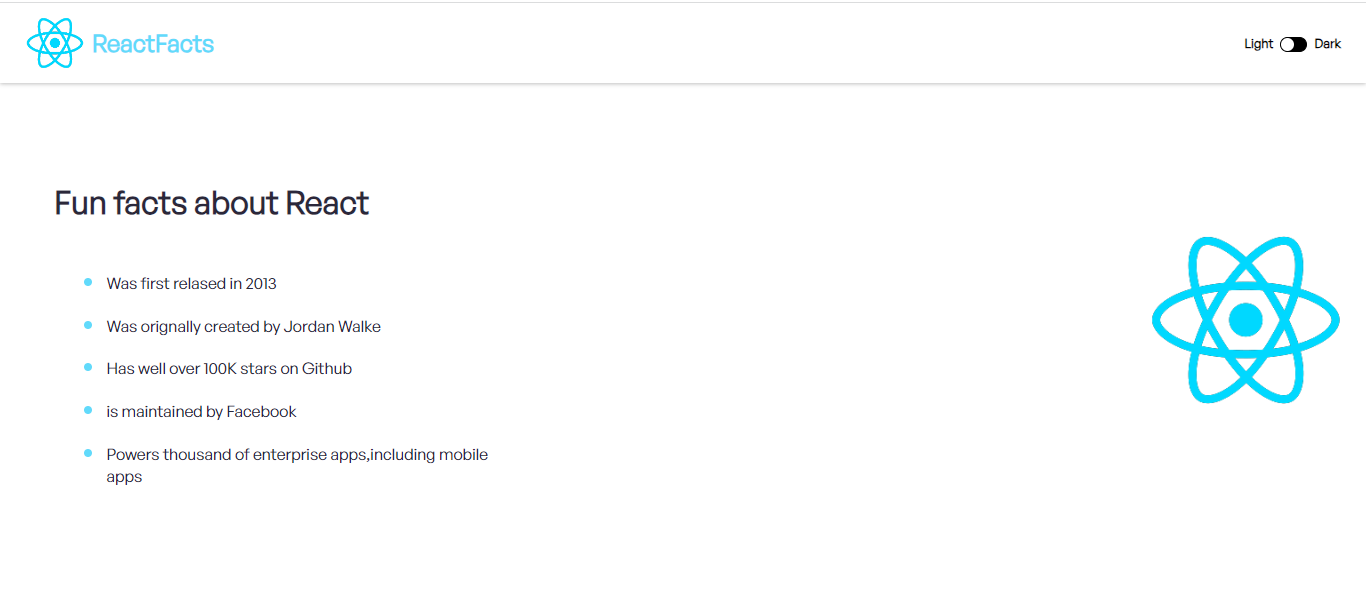 ReactFacts
Light Dark
Fun facts about React
Was first relased in 2013
Was orignally created by Jordan Walke
Has well over 100K stars on Github
is maintained by Facebook
Powers thousand of enterprise apps,including mobile
apps